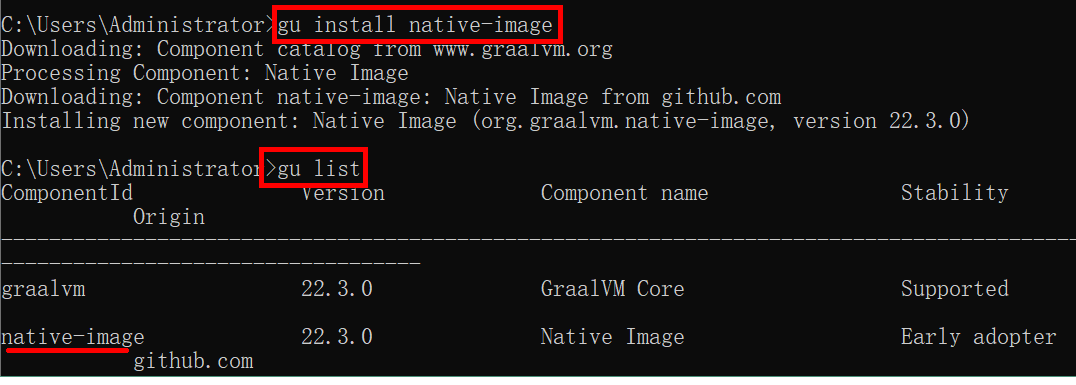 C:\Users\Administrator>gu install native-image
Downloading: Component catalog from www.graalvm.org
Processing Component: Native Image
Downloading: Component native-image: Native Image from github.com
Installing new component: Native Image (org.graalvm.native-image, version 22.3.0)
C:\Users\Administrator>gu list
ComponentId Version Component name Stability
Origin
------------------------------------------------------------------------------------------
-----------------------------------
graalvm 22.3.0 GraalVM Core Supported
native-image 22.3.0 Native Image Early adopter
github.com